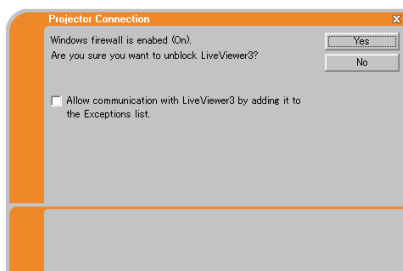 Projector Connection
Windows firewall is enabed (On).
Are you sure you want to unblock LiveViewer3?
Yes
No
Allow communication with LiveViewer3 by adding it to
the Exceptions list.